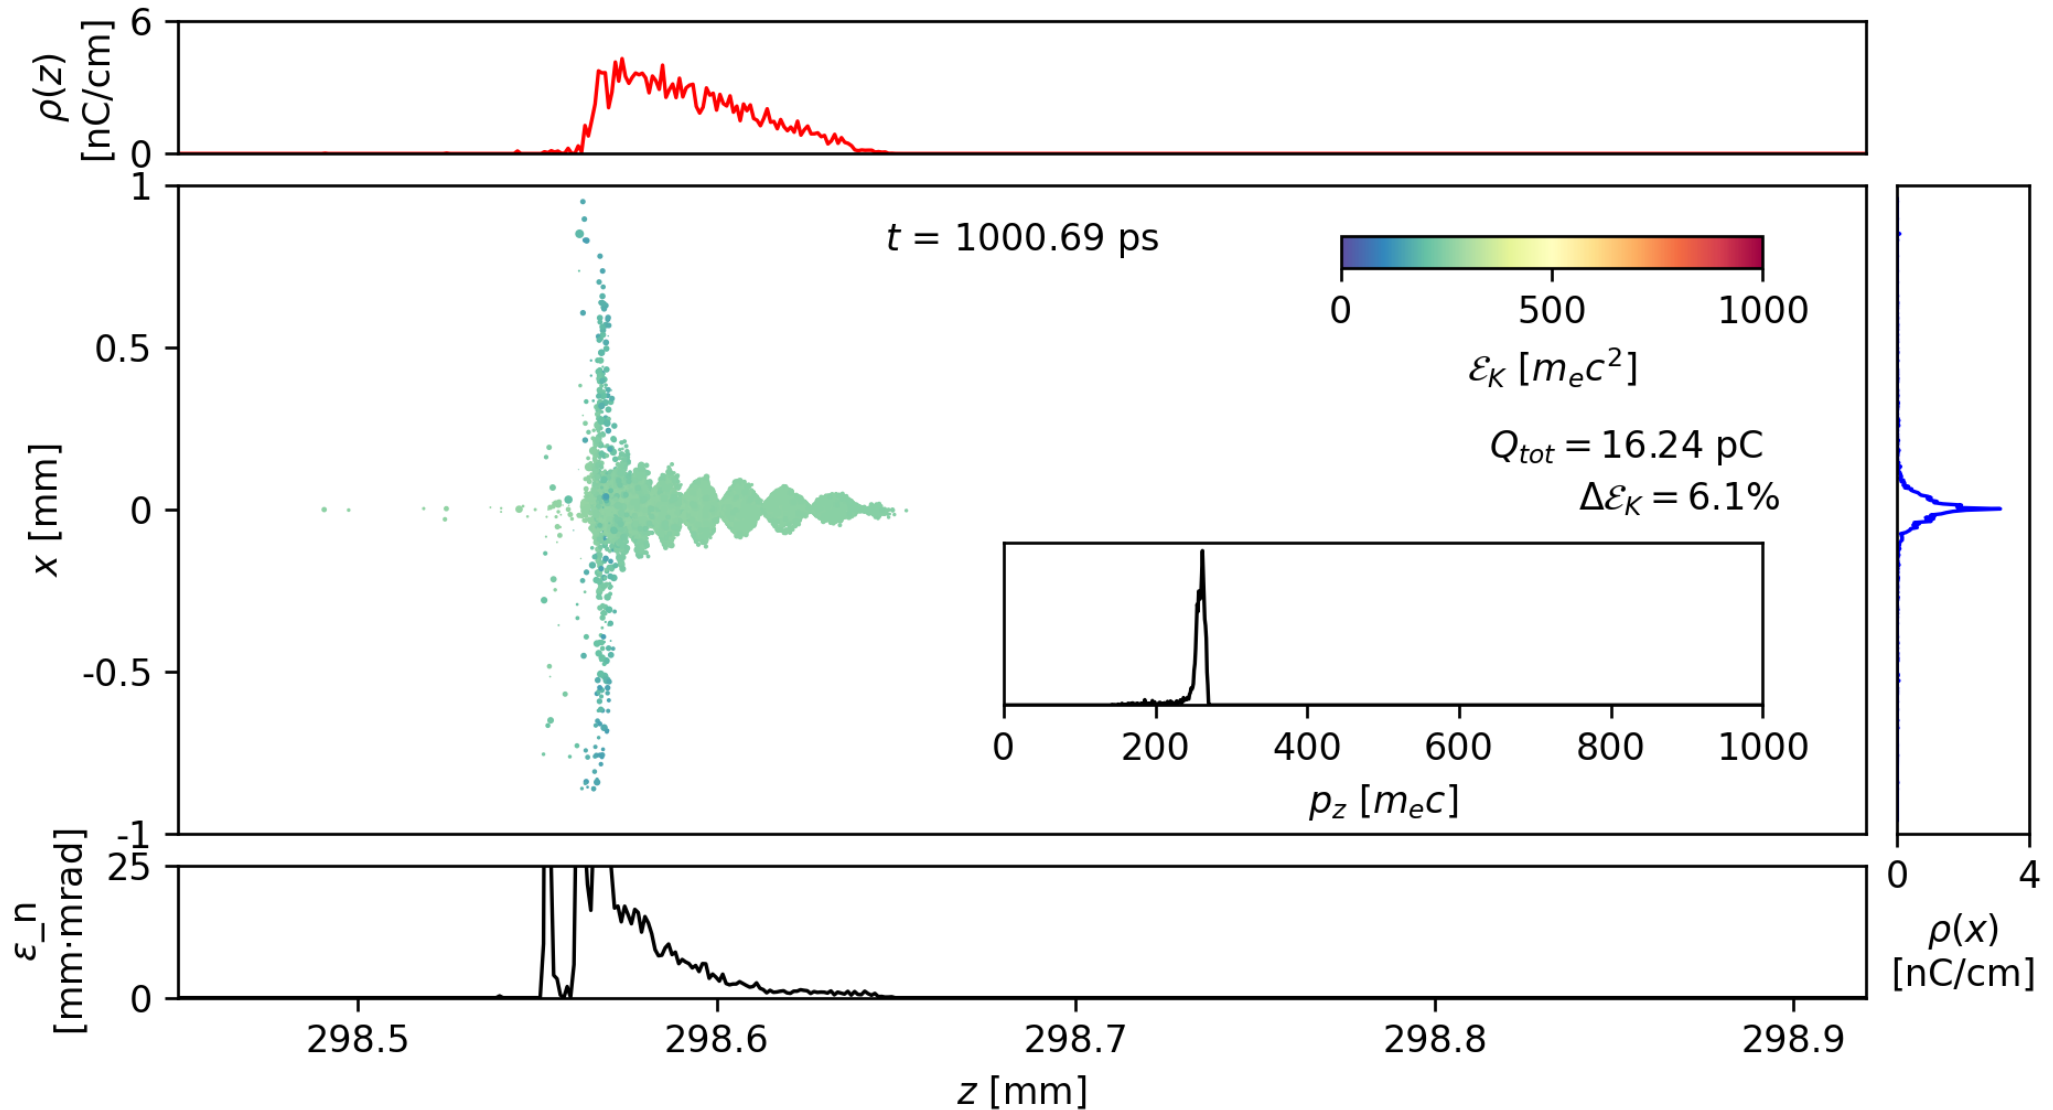 ρ(z)
[nC/cm]
6
0
1
0.5
0
-0.5
-1
x [mm]
t = 1000.69 ps
0 500 1000
ℰ_K [m_ec^2]
Q_tot = 16.24 pC
Δℰ_K = 6.1%
0 200 400 600 800 1000
p_z [m_ec]
0 4
ρ(x)
[nC/cm]
ε_n
[mm·mrad]
25
0
298.5 298.6 298.7 298.8 298.9
z [mm]